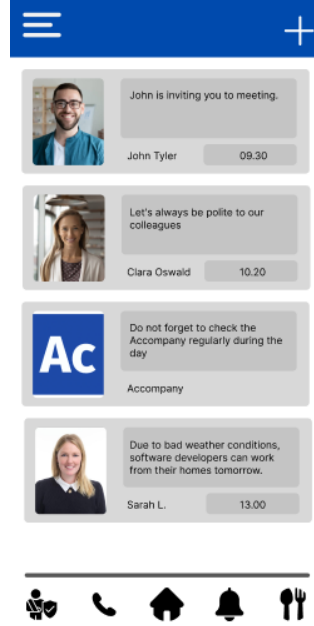 John is inviting you to meeting.
John Tyler
09.30
Let's always be polite to our
colleagues
Clara Oswald
10.20
Ac
Do not forget to check the
Accompany regularly during the
day
Accompany
Due to bad weather conditions,
software developers can work
from their homes tomorrow.
Sarah L.
13.00